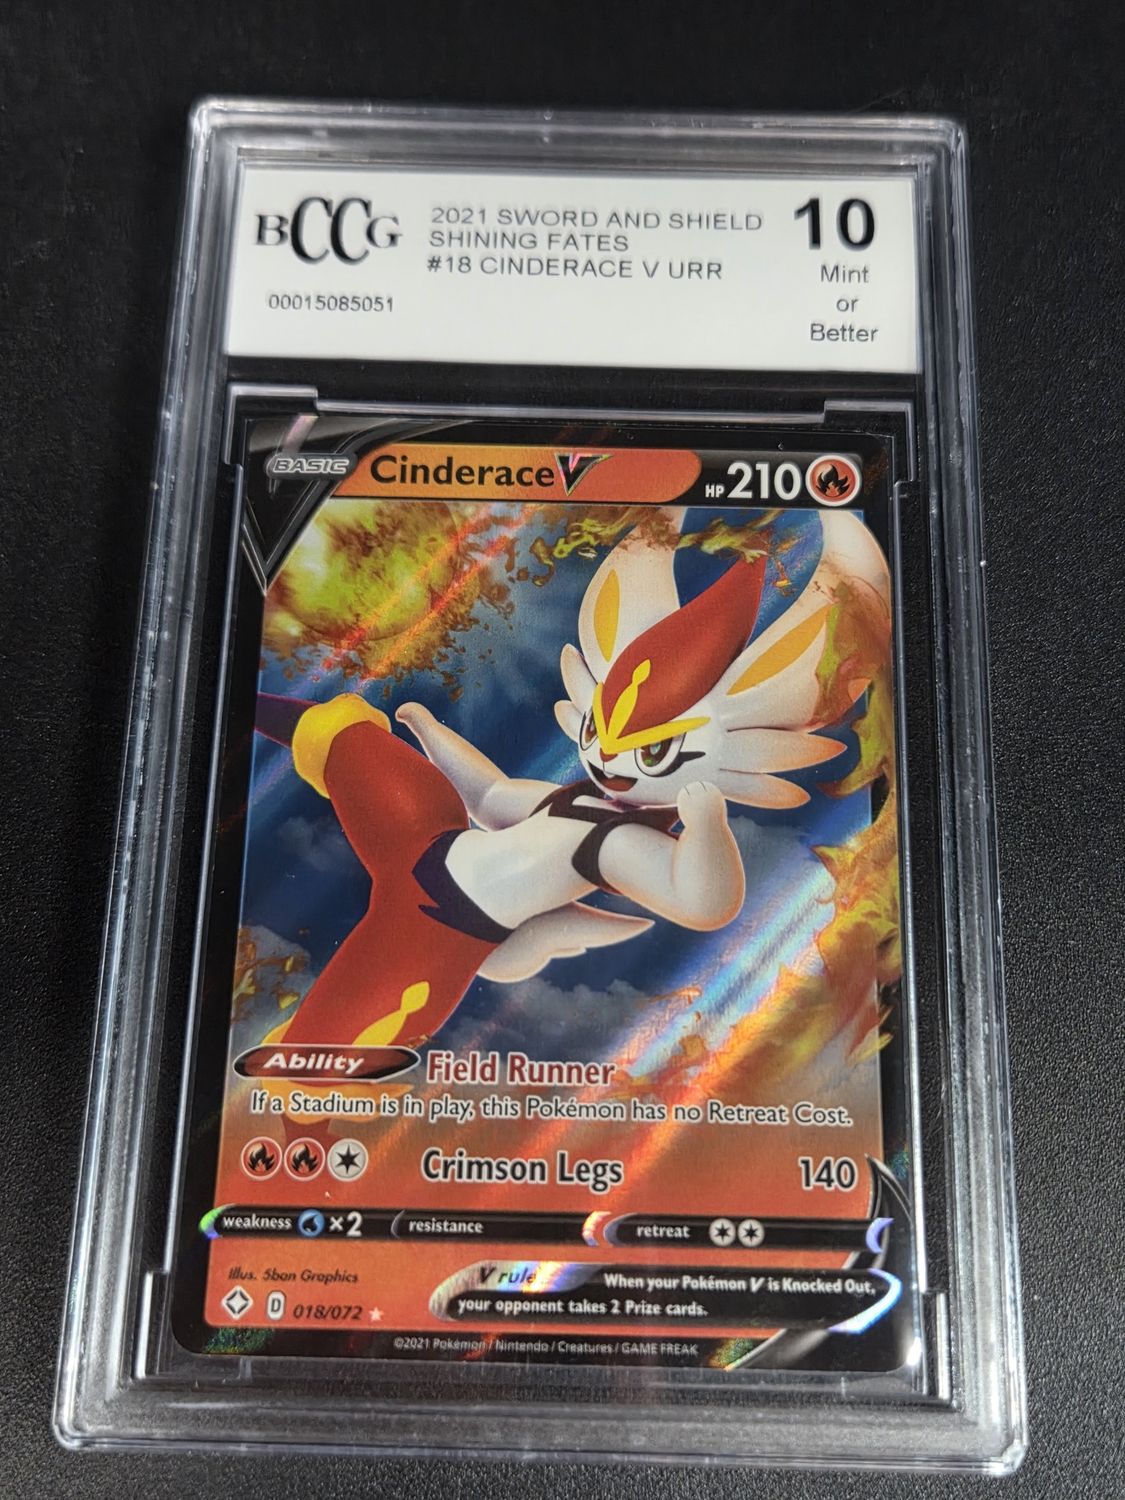 BCCG
2021 SWORD AND SHIELD
SHINING FATES
#18 CINDERACE V URR
00015085051
10
Mint
or
Better
BASIC
Cinderace V
HP 210
Ability
Field Runner
If a Stadium is in play, this Pokémon has no Retreat Cost.
Crimson Legs 140
weakness ×2 resistance retreat
Illus. 5ban Graphics
D 018/072
V rule
When your Pokémon V is Knocked Out,
your opponent takes 2 Prize cards.
©2021 Pokémon / Nintendo / Creatures / GAME FREAK